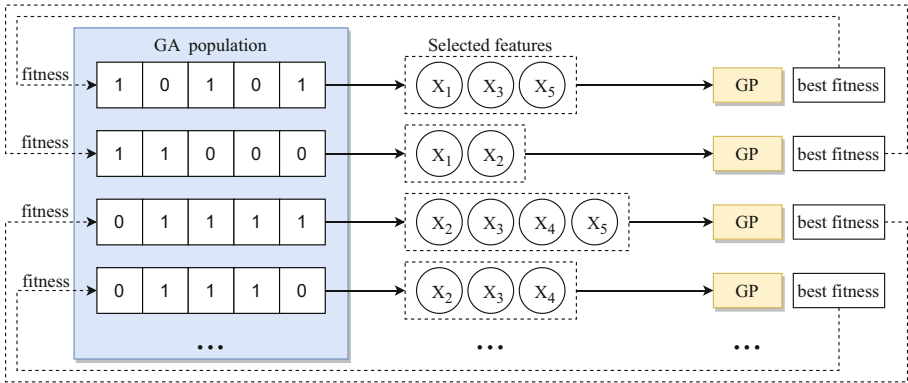 GA population Selected features
fitness 1 0 1 0 1 X1 X3 X5 GP best fitness
fitness 1 1 0 0 0 X1 X2 GP best fitness
fitness 0 1 1 1 1 X2 X3 X4 X5 GP best fitness
fitness 0 1 1 1 0 X2 X3 X4 GP best fitness
... ... ...